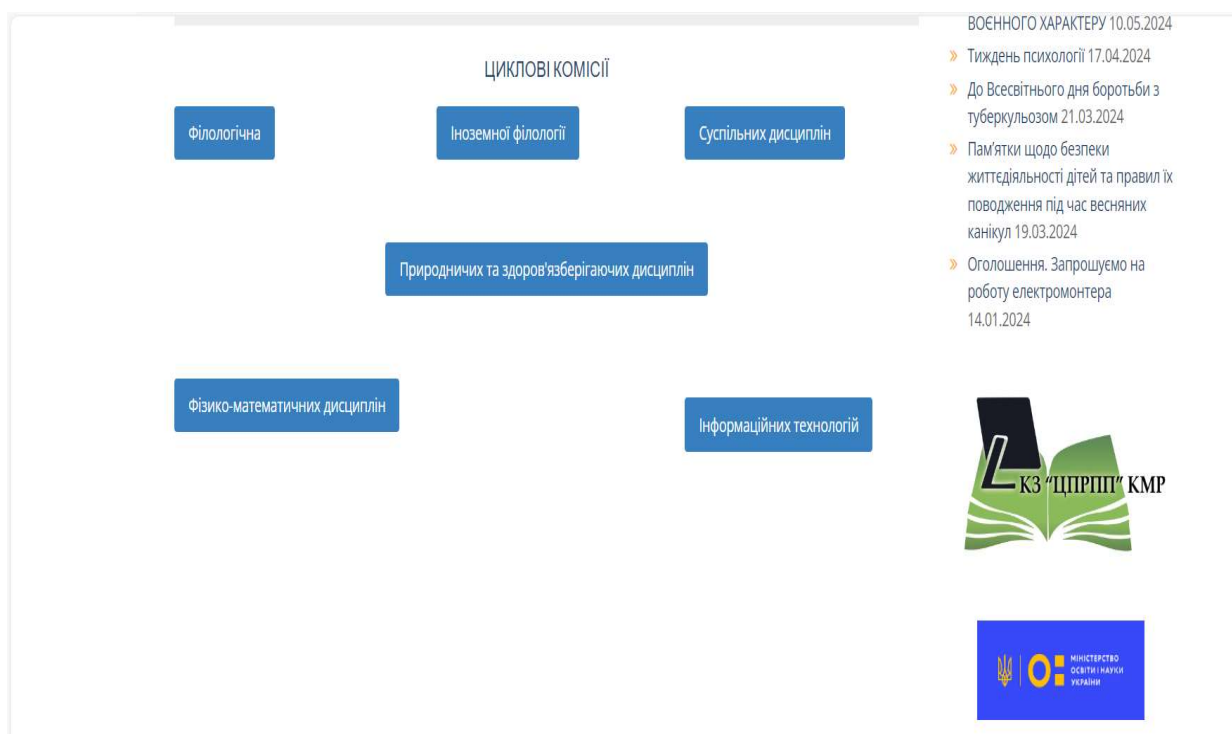 ЦИКЛОВІ КОМІСІЇ
Філологічна
Іноземної філології
Суспільних дисциплін
Природничих та здоров'язберігаючих дисциплін
Фізико-математичних дисциплін
Інформаційних технологій
ВОЄННОГО ХАРАКТЕРУ 10.05.2024
» Тиждень психології 17.04.2024
» До Всесвітнього дня боротьби з
туберкульозом 21.03.2024
» Пам’ятки щодо безпеки
життєдіяльності дітей та правил їх
поводження під час весняних
канікул 19.03.2024
» Оголошення. Запрошуємо на
роботу електромонтера
14.01.2024
КЗ “ЦПРПП” КМР
МІНІСТЕРСТВО
ОСВІТИ І НАУКИ
УКРАЇНИ